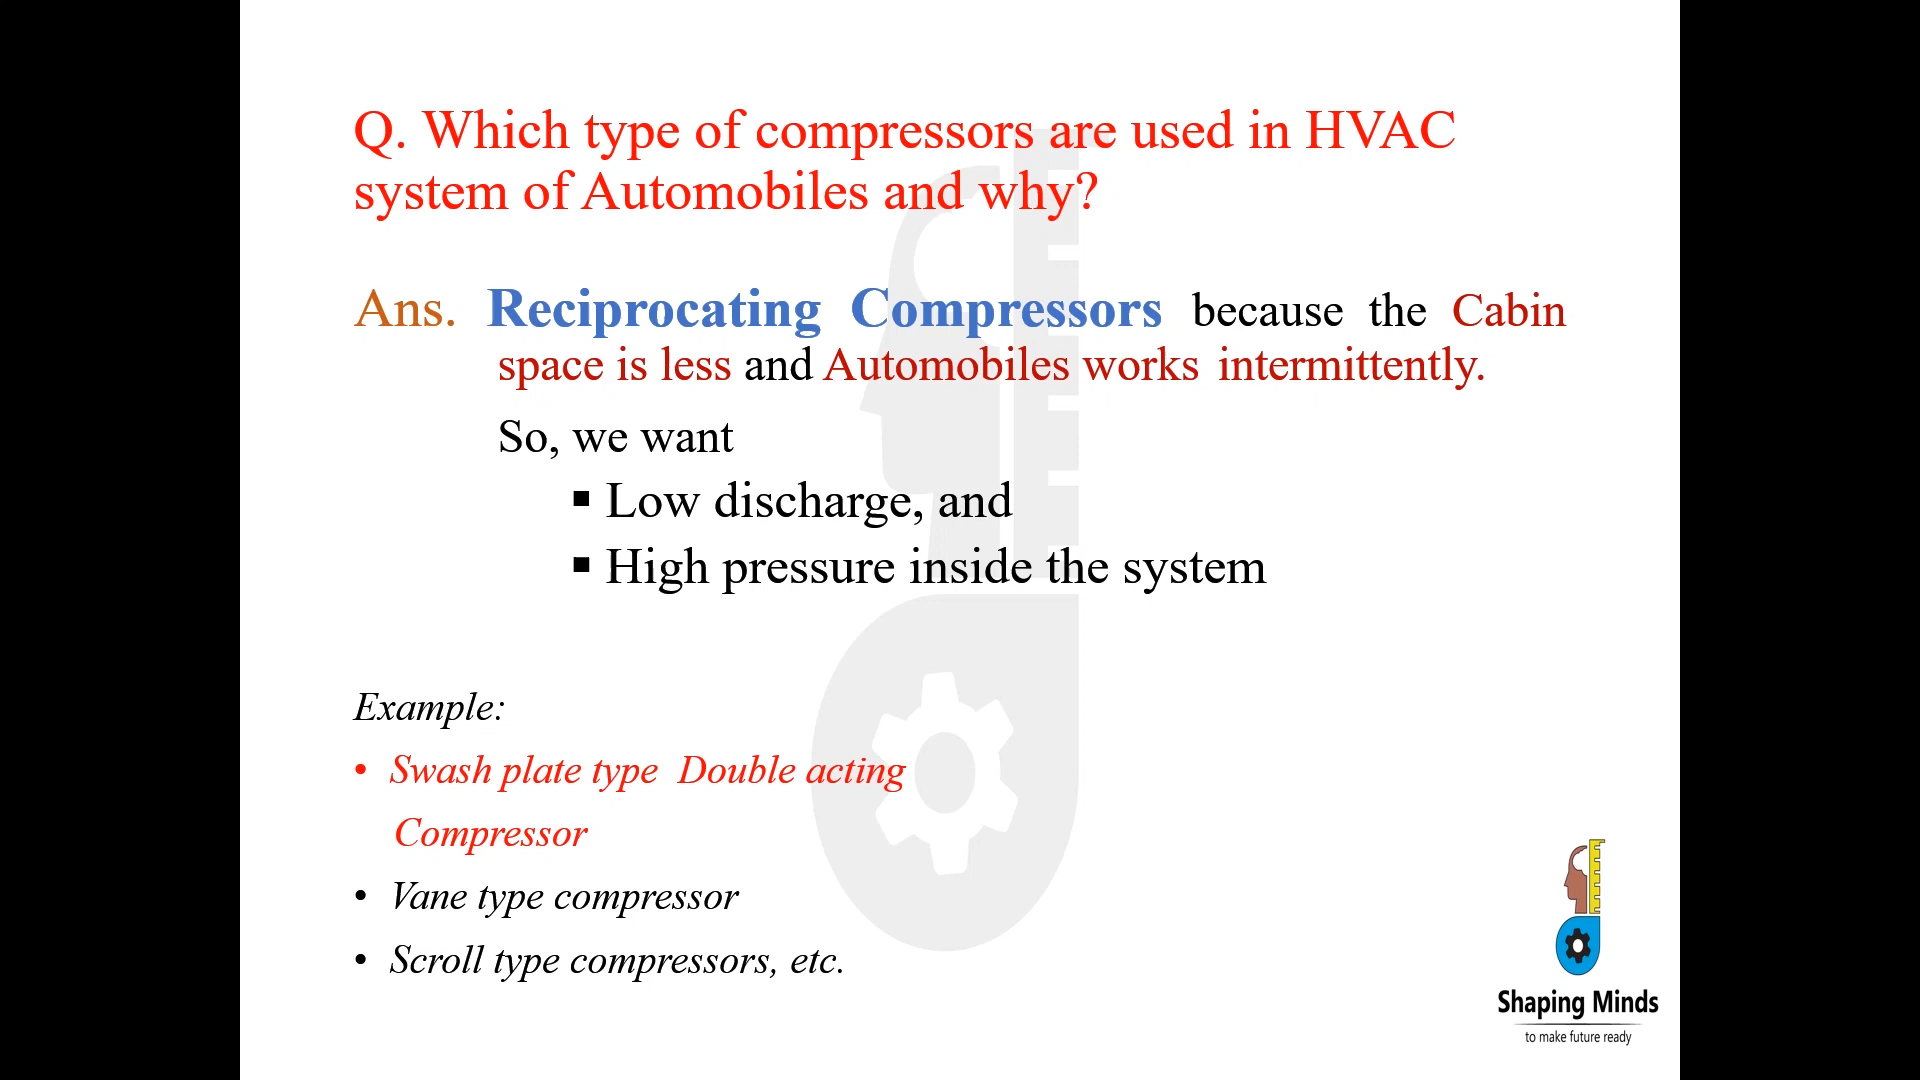 Q. Which type of compressors are used in HVAC
system of Automobiles and why?
Ans. Reciprocating Compressors because the Cabin
space is less and Automobiles works intermittently.
So, we want
▪ Low discharge, and
▪ High pressure inside the system
Example:
• Swash plate type Double acting
Compressor
• Vane type compressor
• Scroll type compressors, etc.
Shaping Minds
to make future ready